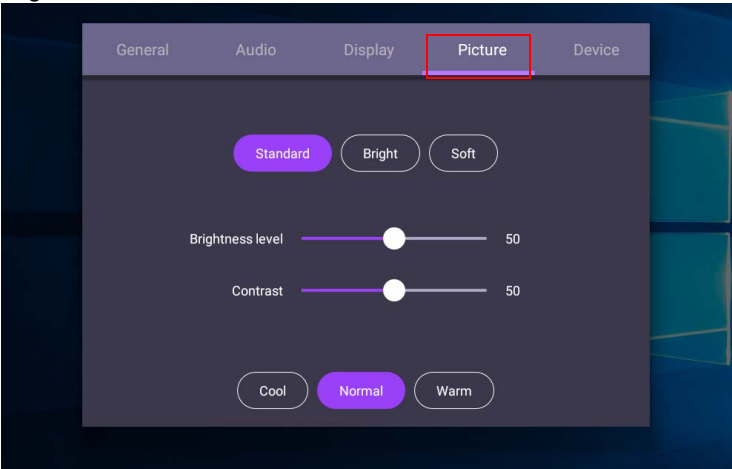 General Audio Display Picture Device
Standard Bright Soft
Brightness level 50
Contrast 50
Cool Normal Warm